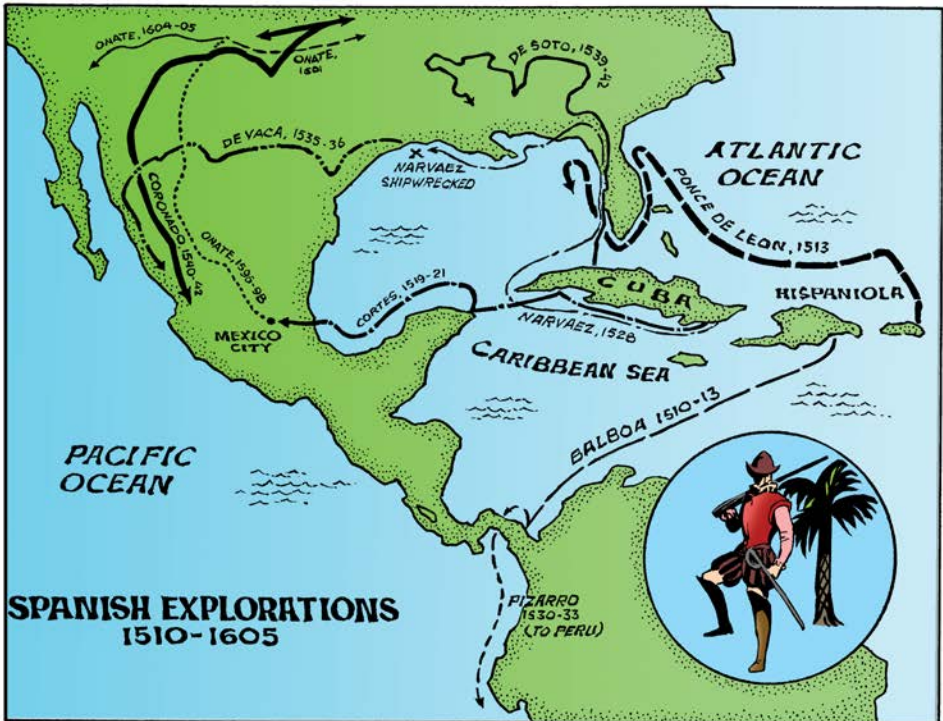 ONATE, 1604-05
ONATE,
1601
DE SOTO, 1539-42
DE VACA, 1535-36
NARVAEZ
SHIPWRECKED
ATLANTIC
OCEAN
PONCE DE LEON, 1513
CORONADO 1540-42
ONATE, 1596-98
CORTES, 1519-21
CUBA
HISPANIOLA
MEXICO
CITY
NARVAEZ, 1528
CARIBBEAN SEA
BALBOA 1510-13
PACIFIC
OCEAN
SPANISH EXPLORATIONS
1510-1605
PIZARRO
1530-33
(TO PERU)